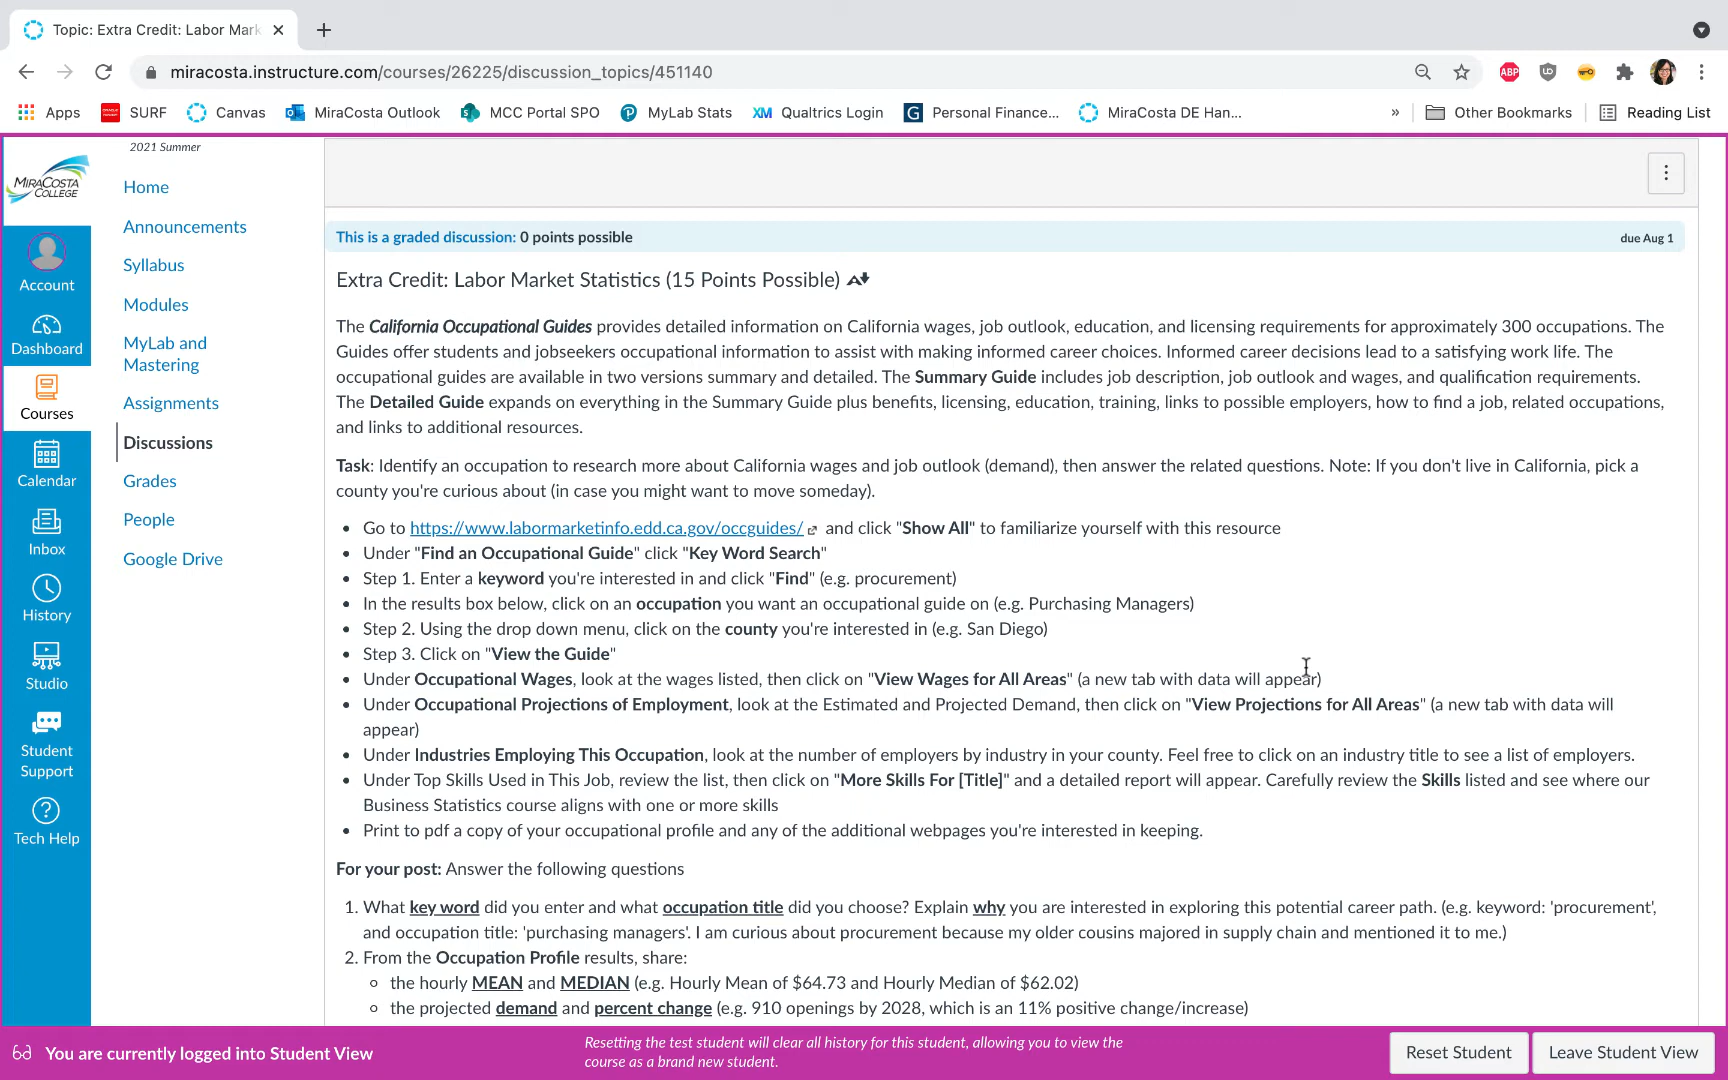 Topic: Extra Credit: Labor Mark
miracosta.instructure.com/courses/26225/discussion_topics/451140
ABP
Apps
SURF
Canvas
MiraCosta Outlook
MCC Portal SPO
MyLab Stats
XM Qualtrics Login
G Personal Finance...
MiraCosta DE Han...
»
Other Bookmarks
Reading List
MIRACOSTA
COLLEGE
Account
Dashboard
Courses
Calendar
Inbox
History
Studio
Student
Support
Tech Help
2021 Summer
Home
Announcements
Syllabus
Modules
MyLab and
Mastering
Assignments
Discussions
Grades
People
Google Drive
This is a graded discussion: 0 points possible
due Aug 1
Extra Credit: Labor Market Statistics (15 Points Possible)
The California Occupational Guides provides detailed information on California wages, job outlook, education, and licensing requirements for approximately 300 occupations. The
Guides offer students and jobseekers occupational information to assist with making informed career choices. Informed career decisions lead to a satisfying work life. The
occupational guides are available in two versions summary and detailed. The Summary Guide includes job description, job outlook and wages, and qualification requirements.
The Detailed Guide expands on everything in the Summary Guide plus benefits, licensing, education, training, links to possible employers, how to find a job, related occupations,
and links to additional resources.
Task: Identify an occupation to research more about California wages and job outlook (demand), then answer the related questions. Note: If you don't live in California, pick a
county you're curious about (in case you might want to move someday).
• Go to https://www.labormarketinfo.edd.ca.gov/occguides/ and click "Show All" to familiarize yourself with this resource
• Under "Find an Occupational Guide" click "Key Word Search"
• Step 1. Enter a keyword you're interested in and click "Find" (e.g. procurement)
• In the results box below, click on an occupation you want an occupational guide on (e.g. Purchasing Managers)
• Step 2. Using the drop down menu, click on the county you're interested in (e.g. San Diego)
• Step 3. Click on "View the Guide"
• Under Occupational Wages, look at the wages listed, then click on "View Wages for All Areas" (a new tab with data will appear)
• Under Occupational Projections of Employment, look at the Estimated and Projected Demand, then click on "View Projections for All Areas" (a new tab with data will
appear)
• Under Industries Employing This Occupation, look at the number of employers by industry in your county. Feel free to click on an industry title to see a list of employers.
• Under Top Skills Used in This Job, review the list, then click on "More Skills For [Title]" and a detailed report will appear. Carefully review the Skills listed and see where our
Business Statistics course aligns with one or more skills
• Print to pdf a copy of your occupational profile and any of the additional webpages you're interested in keeping.
For your post: Answer the following questions
1. What key word did you enter and what occupation title did you choose? Explain why you are interested in exploring this potential career path. (e.g. keyword: 'procurement',
and occupation title: 'purchasing managers'. I am curious about procurement because my older cousins majored in supply chain and mentioned it to me.)
2. From the Occupation Profile results, share:
◦ the hourly MEAN and MEDIAN (e.g. Hourly Mean of $64.73 and Hourly Median of $62.02)
◦ the projected demand and percent change (e.g. 910 openings by 2028, which is an 11% positive change/increase)
You are currently logged into Student View
Resetting the test student will clear all history for this student, allowing you to view the
course as a brand new student.
Reset Student
Leave Student View